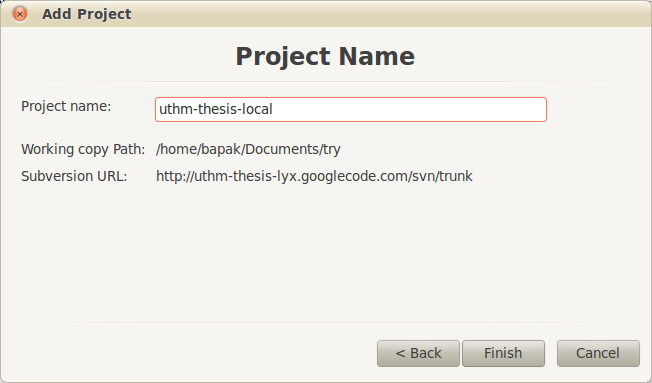 Add Project
Project Name
Project name: uthm-thesis-local
Working copy Path: /home/bapak/Documents/try
Subversion URL: http://uthm-thesis-lyx.googlecode.com/svn/trunk
< Back Finish Cancel